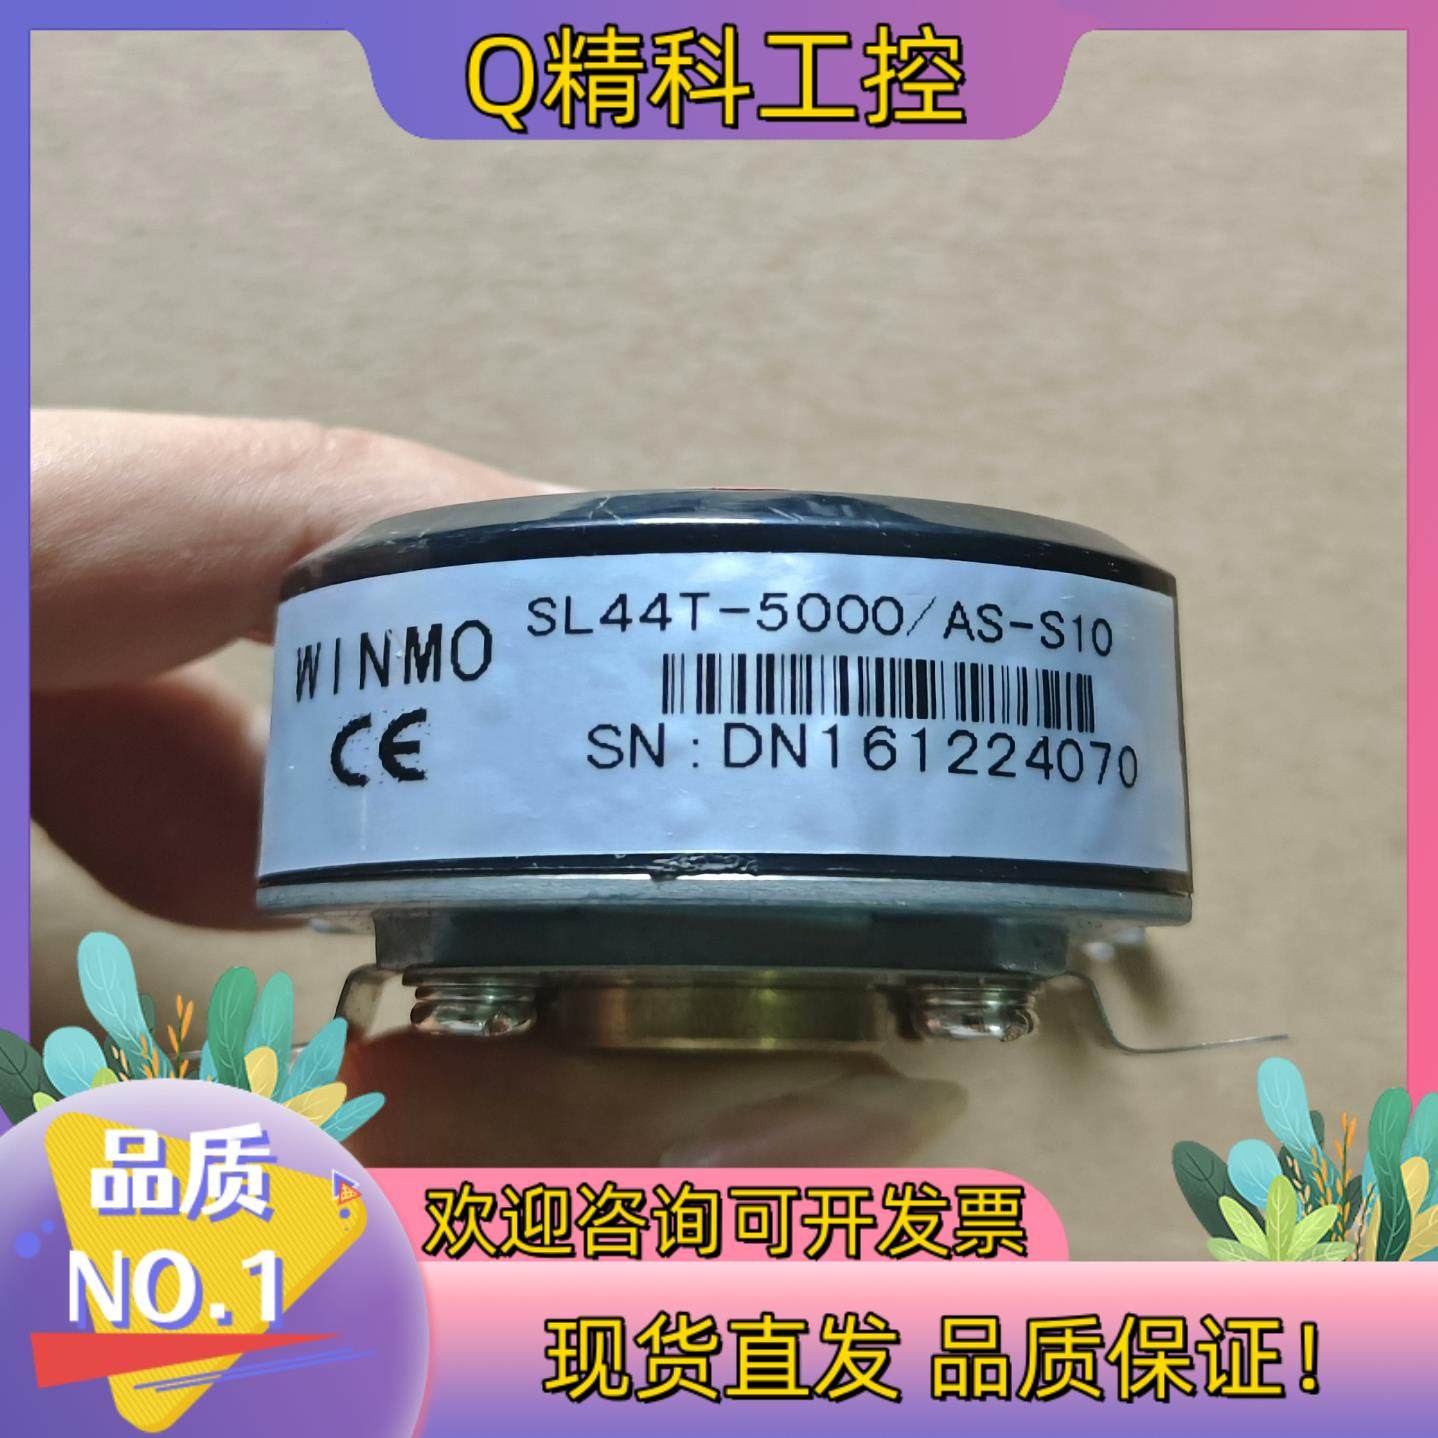 Q精科工控
WINMO
SL44T-5000/AS-S10
CE
SN:DN161224070
品质
NO.1
欢迎咨询可开发票
现货直发 品质保证!